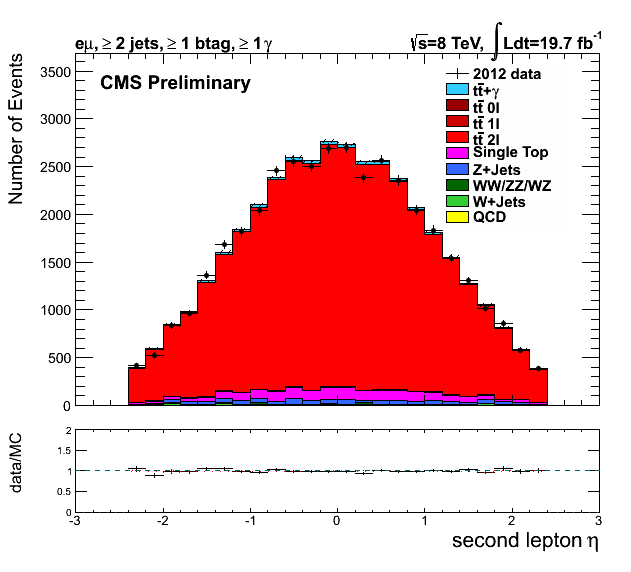 eμ, ≥ 2 jets, ≥ 1 btag, ≥ 1 γ
√s=8 TeV, ∫Ldt=19.7 fb⁻¹
CMS Preliminary
Number of Events
3500
3000
2500
2000
1500
1000
500
0
2012 data
tt̄+γ
tt̄ 0l
tt̄ 1l
tt̄ 2l
Single Top
Z+Jets
WW/ZZ/WZ
W+Jets
QCD
data/MC
2
1.5
1
0.5
0
-3 -2 -1 0 1 2 3
second lepton η